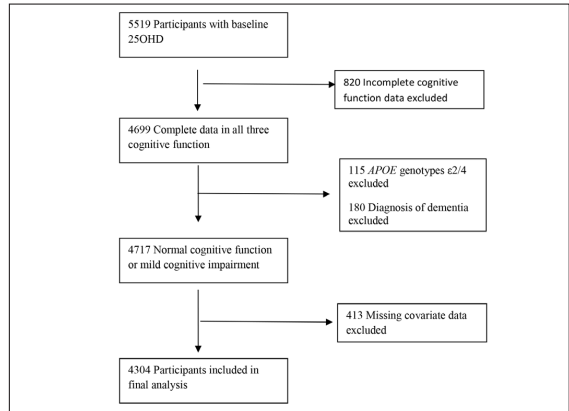 5519 Participants with baseline
25OHD
820 Incomplete cognitive
function data excluded
4699 Complete data in all three
cognitive function
115 APOE genotypes ε2/4
excluded
180 Diagnosis of dementia
excluded
4717 Normal cognitive function
or mild cognitive impairment
413 Missing covariate data
excluded
4304 Participants included in
final analysis